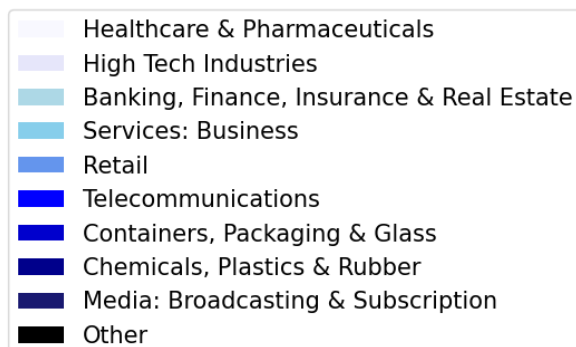 Healthcare & Pharmaceuticals
High Tech Industries
Banking, Finance, Insurance & Real Estate
Services: Business
Retail
Telecommunications
Containers, Packaging & Glass
Chemicals, Plastics & Rubber
Media: Broadcasting & Subscription
Other